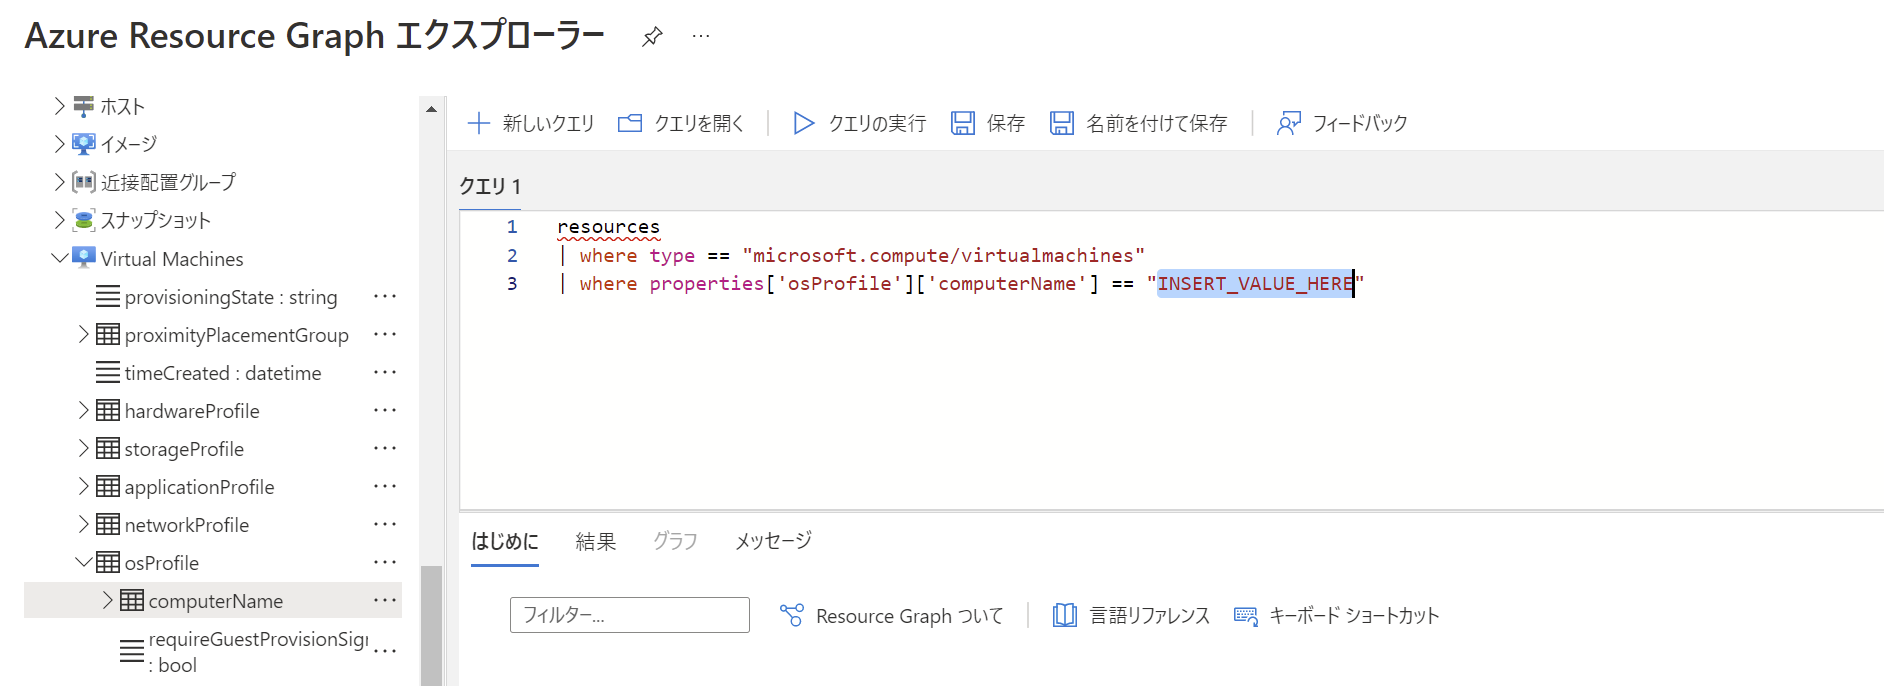 Azure Resource Graph エクスプローラー
ホスト
イメージ
近接配置グループ
スナップショット
Virtual Machines
provisioningState : string
proximityPlacementGroup
timeCreated : datetime
hardwareProfile
storageProfile
applicationProfile
networkProfile
osProfile
computerName
requireGuestProvisionSigr
: bool
新しいクエリ クエリを開く クエリの実行 保存 名前を付けて保存 フィードバック
クエリ 1
1 resources
2 | where type == "microsoft.compute/virtualmachines"
3 | where properties['osProfile']['computerName'] == "INSERT_VALUE_HERE"
はじめに 結果 グラフ メッセージ
フィルター... Resource Graph ついて 言語リファレンス キーボード ショートカット